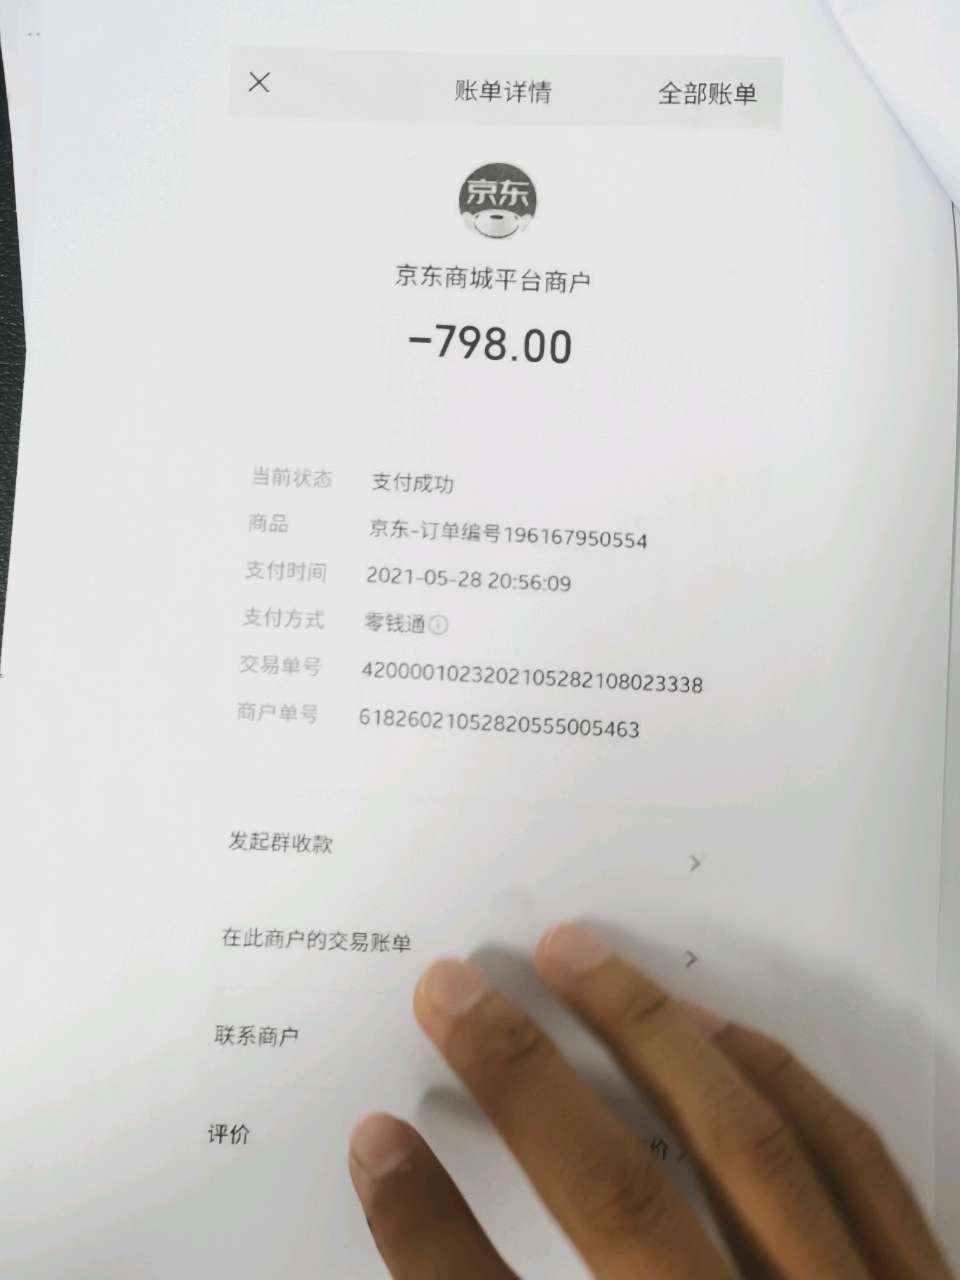 账单详情 全部账单
京东
京东商城平台商户
-798.00
当前状态 支付成功
商品 京东-订单编号196167950554
支付时间 2021-05-28 20:56:09
支付方式 零钱通
交易单号 4200001023202105282108023338
商户单号 618260210528205550​05463
发起群收款
在此商户的交易账单
联系商户
评价 价